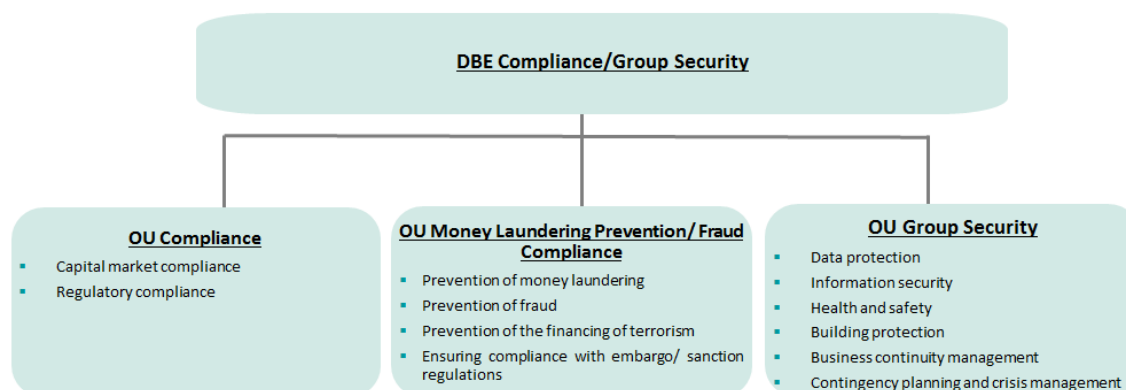 DBE Compliance/Group Security
OU Compliance
Capital market compliance
Regulatory compliance
OU Money Laundering Prevention/ Fraud
Compliance
Prevention of money laundering
Prevention of fraud
Prevention of the financing of terrorism
Ensuring compliance with embargo/ sanction
regulations
OU Group Security
Data protection
Information security
Health and safety
Building protection
Business continuity management
Contingency planning and crisis management